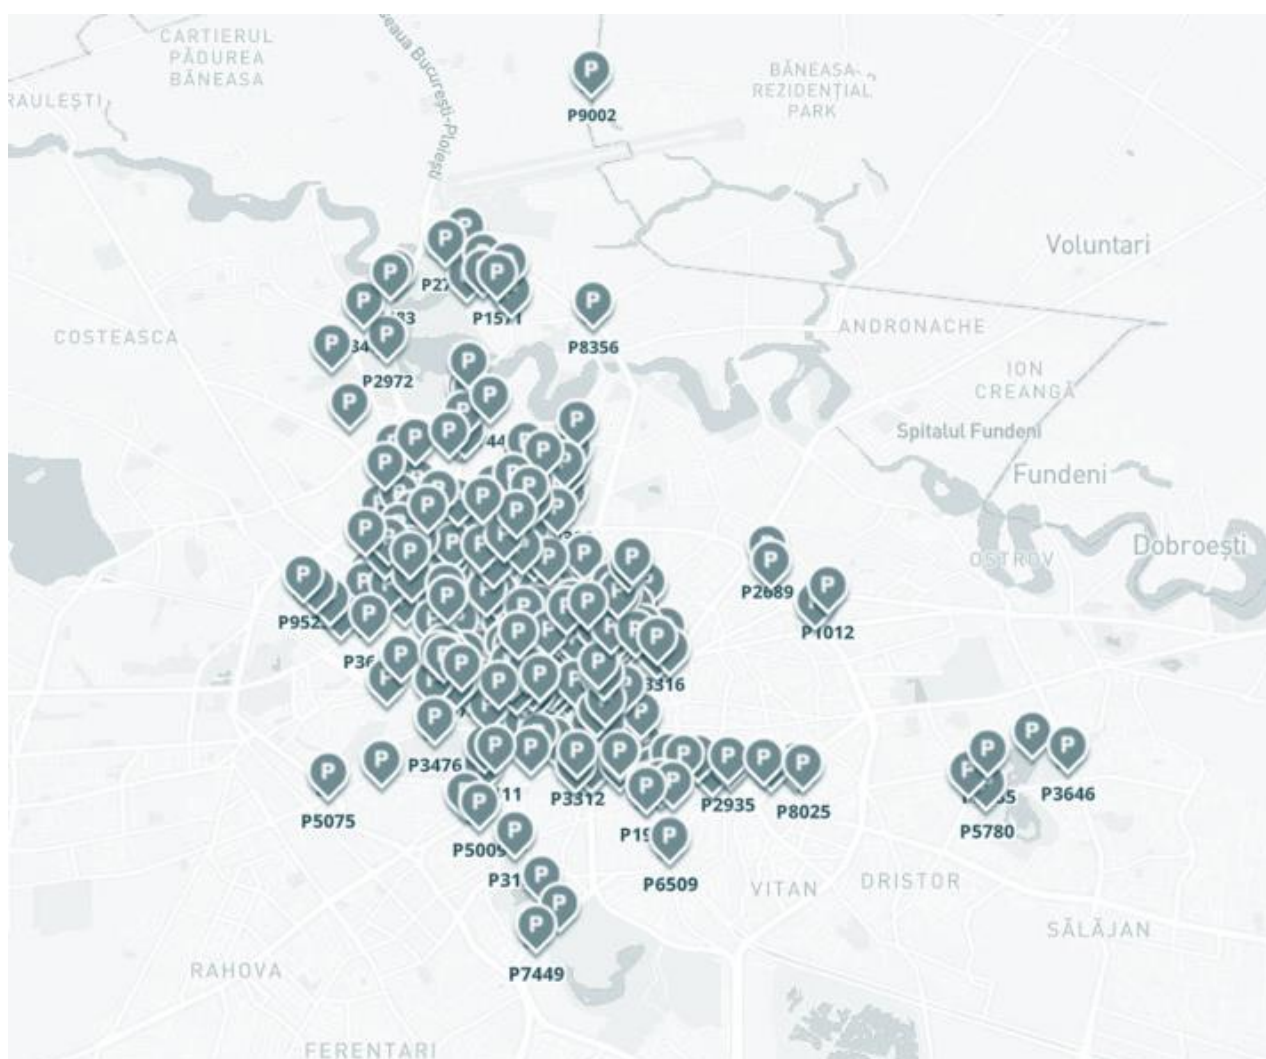 CARTIERUL
PĂDUREA
BĂNEASA
Șoseaua București-Ploiești
BĂNEASA-
REZIDENȚIAL
PARK
P9002
Voluntari
P1571
P8356
COSTEASCA
ANDRONACHE
P2972
ION
CREANGĂ
Spitalul Fundeni
Fundeni
Dobroești
OSTROV
P2689
P1012
P3476
P3312
P2935
P8025
P3646
P5075
P5780
P5009
P6509
VITAN
DRISTOR
SĂLĂJAN
P7449
RAHOVA
FERENTARI